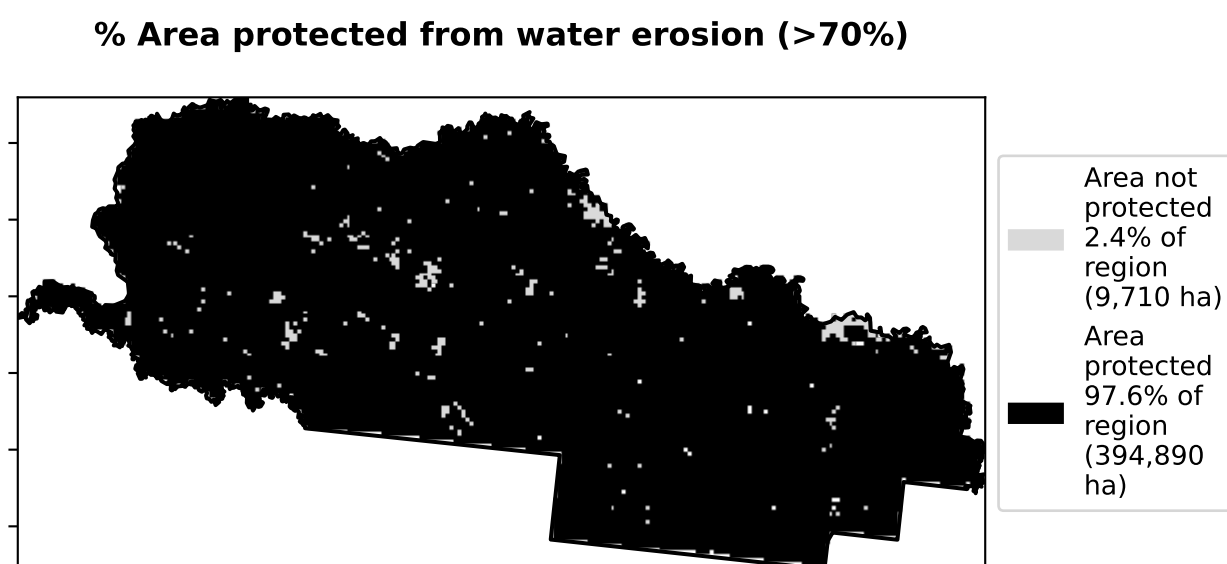 % Area protected from water erosion (>70%)
Area not
protected
2.4% of
region
(9,710 ha)
Area
protected
97.6% of
region
(394,890
ha)